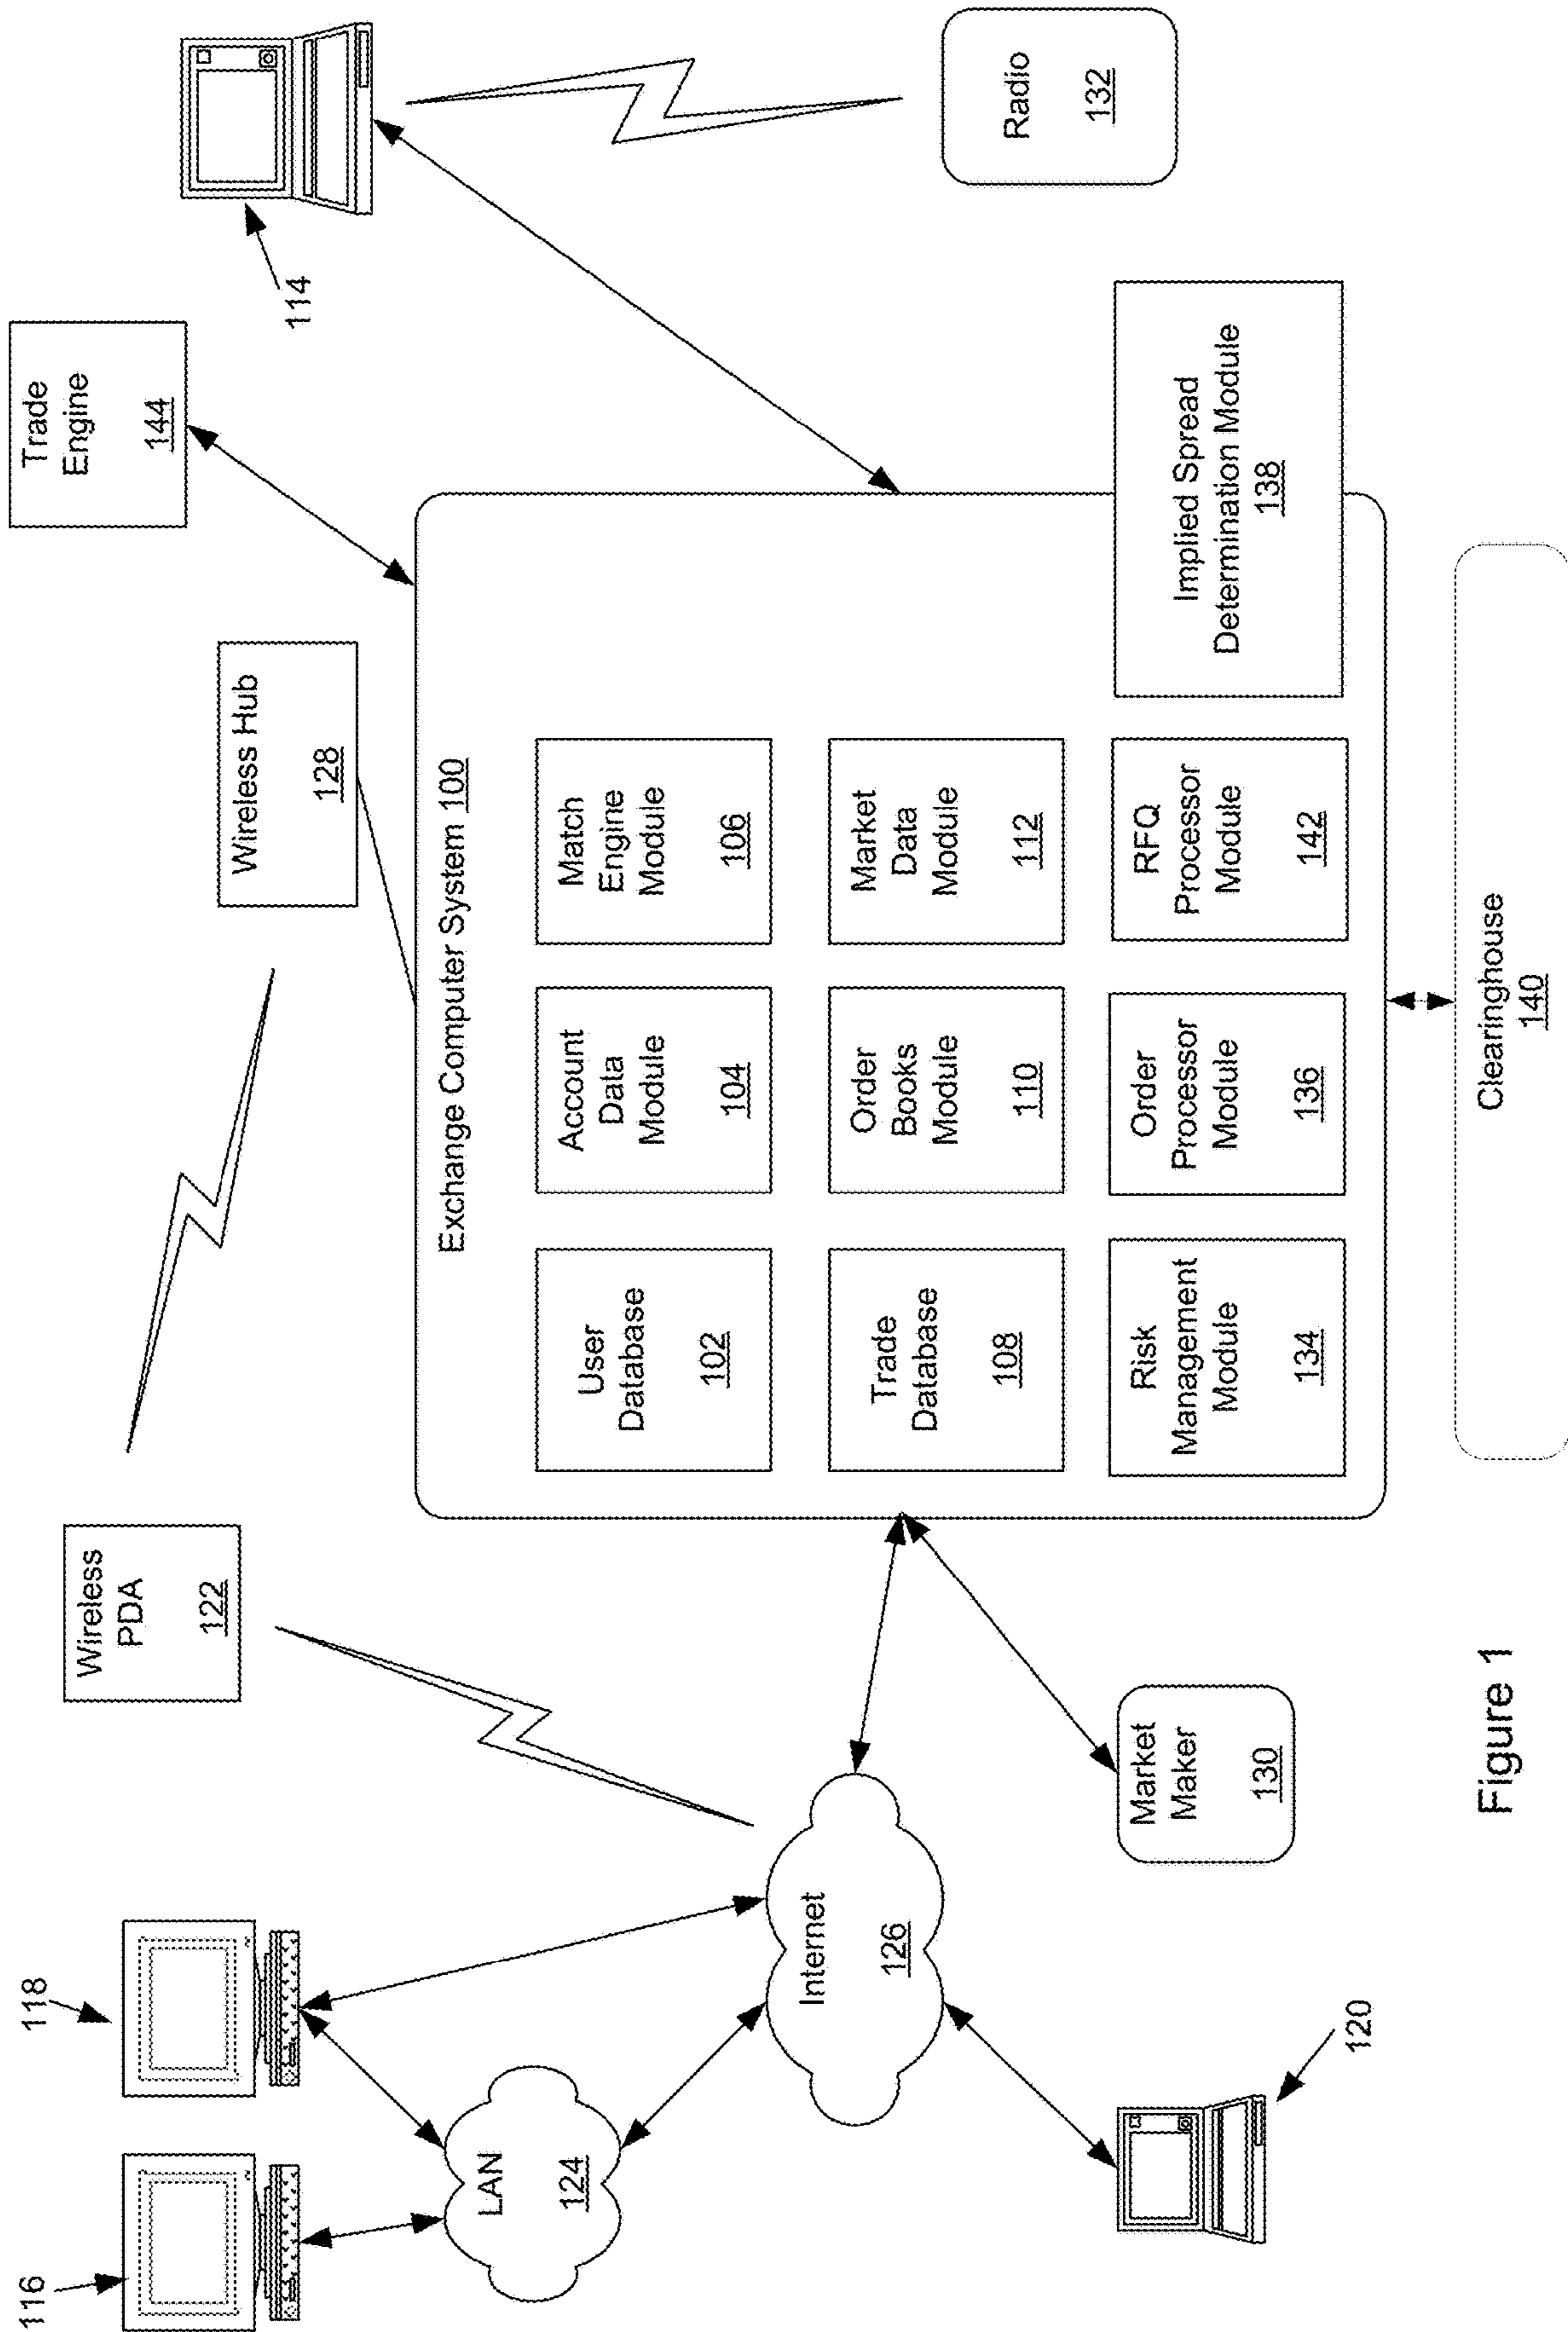 118
116
Wireless
PDA
122
Trade
Engine
144
114
Wireless Hub
128
LAN
124
Exchange Computer System 100
User
Database
102
Account
Data
Module
104
Match
Engine
Module
106
Internet
126
Trade
Database
108
Order
Books
Module
110
Market
Data
Module
112
Radio
132
Market
Maker
130
Risk
Management
Module
134
Order
Processor
Module
136
RFQ
Processor
Module
142
Implied Spread
Determination Module
138
120
Clearinghouse
140
Figure 1